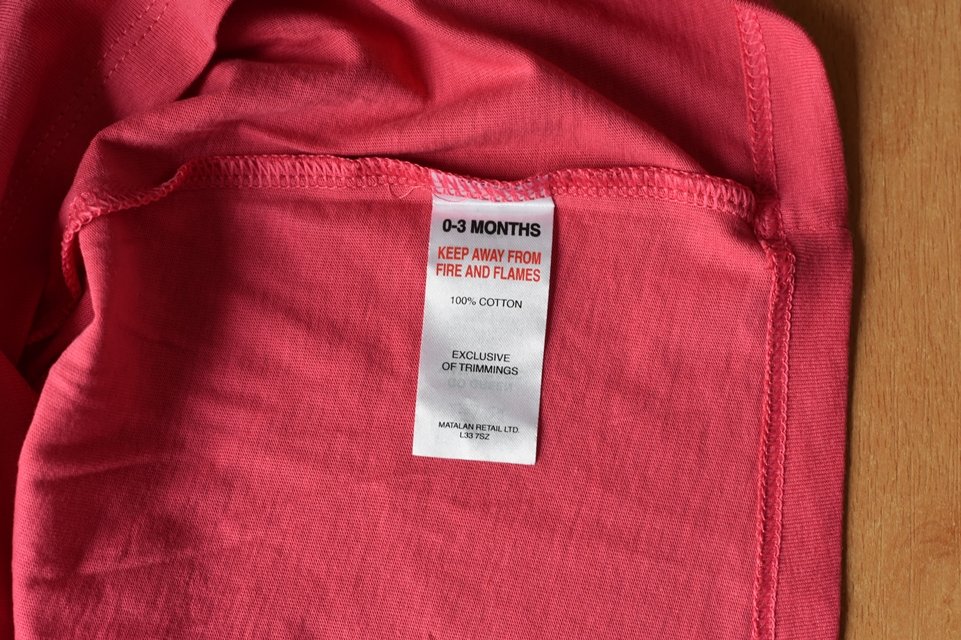 0-3 MONTHS
KEEP AWAY FROM
FIRE AND FLAMES
100% COTTON
EXCLUSIVE
OF TRIMMINGS
MATALAN RETAIL LTD.
L33 7SZ